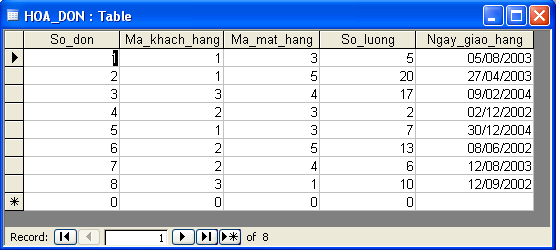 HOA_DON : Table
So_don Ma_khach_hang Ma_mat_hang So_luong Ngay_giao_hang
1 1 3 5 05/08/2003
2 1 5 20 27/04/2003
3 3 4 17 09/02/2004
4 2 3 2 02/12/2002
5 1 3 7 30/12/2004
6 2 5 13 08/06/2002
7 2 4 6 12/08/2003
8 3 1 10 12/09/2002
0 0 0 0
Record: 1 of 8